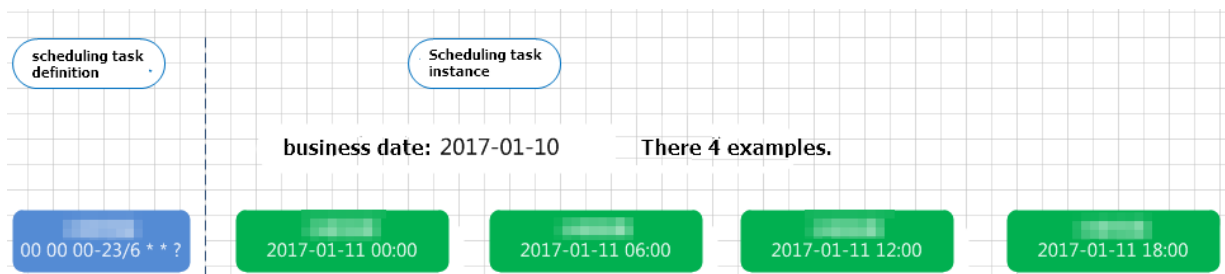 scheduling task
definition
Scheduling task
instance
business date: 2017-01-10
There 4 examples.
00 00 00-23/6 * * ?
2017-01-11 00:00
2017-01-11 06:00
2017-01-11 12:00
2017-01-11 18:00